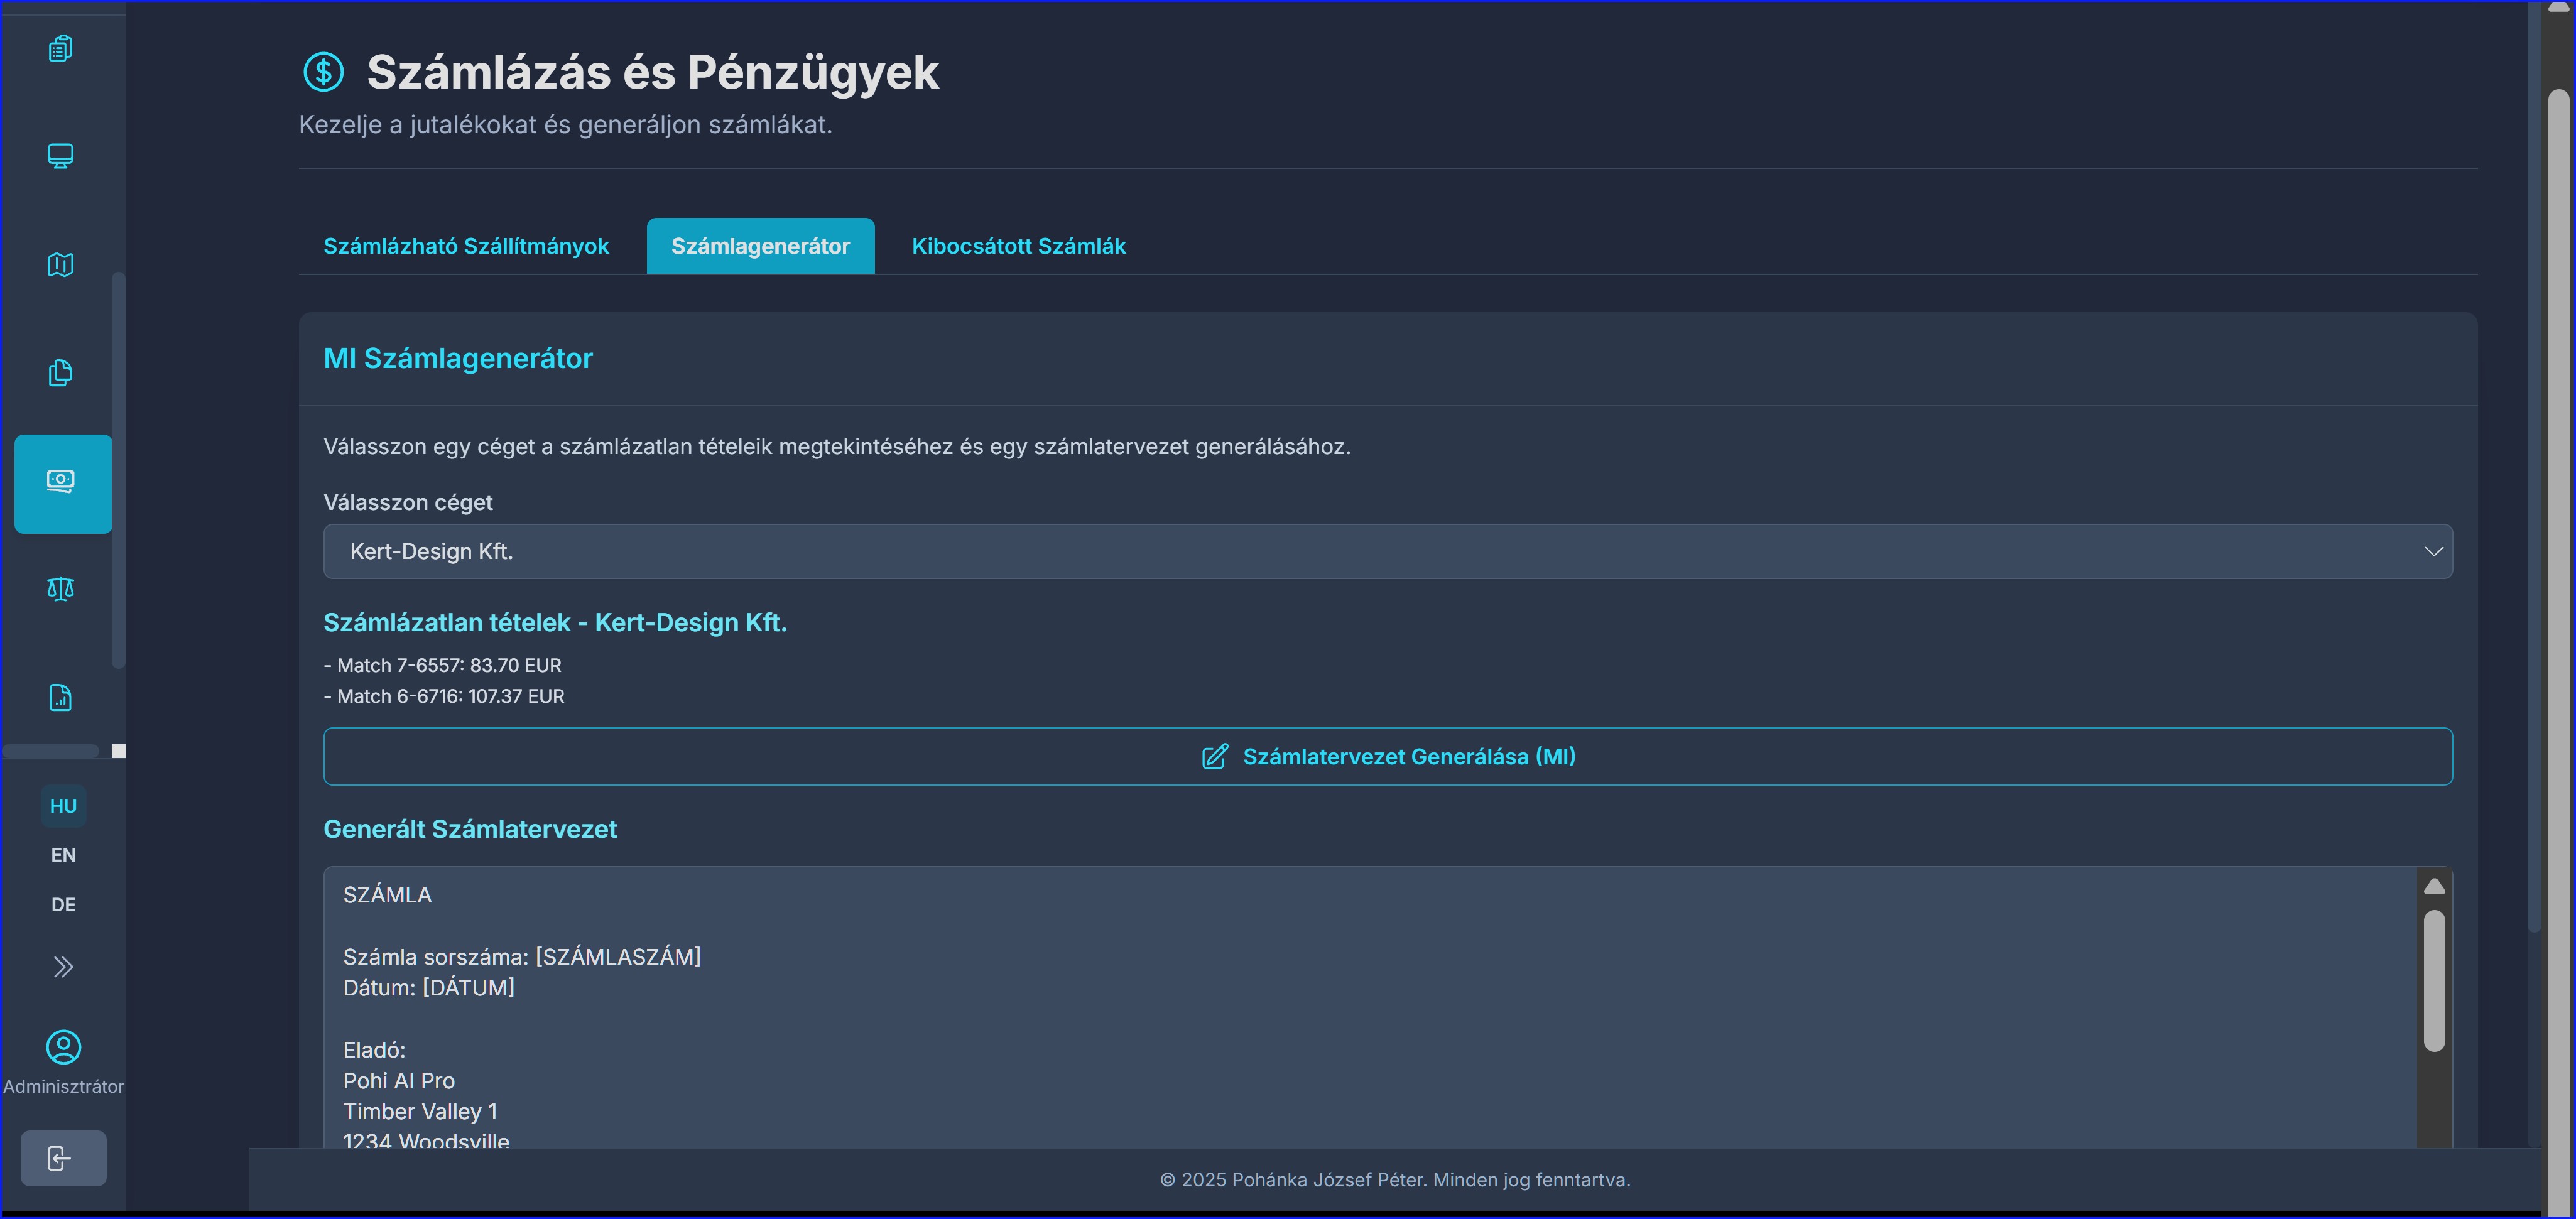 Számlázás és Pénzügyek
Kezelje a jutalékokat és generáljon számlákat.
Számlázható Szállítmányok
Számlagenerátor
Kibocsátott Számlák
MI Számlagenerátor
Válasszon egy céget a számlázatlan tételeik megtekintéséhez és egy számlatervezet generálásához.
Válasszon céget
Kert-Design Kft.
Számlázatlan tételek - Kert-Design Kft.
- Match 7-6557: 83.70 EUR
- Match 6-6716: 107.37 EUR
Számlatervezet Generálása (MI)
Generált Számlatervezet
SZÁMLA
Számla sorszáma: [SZÁMLASZÁM]
Dátum: [DÁTUM]
Eladó:
Pohi AI Pro
Timber Valley 1
1234 Woodsville
HU
EN
DE
Adminisztrátor
© 2025 Pohánka József Péter. Minden jog fenntartva.